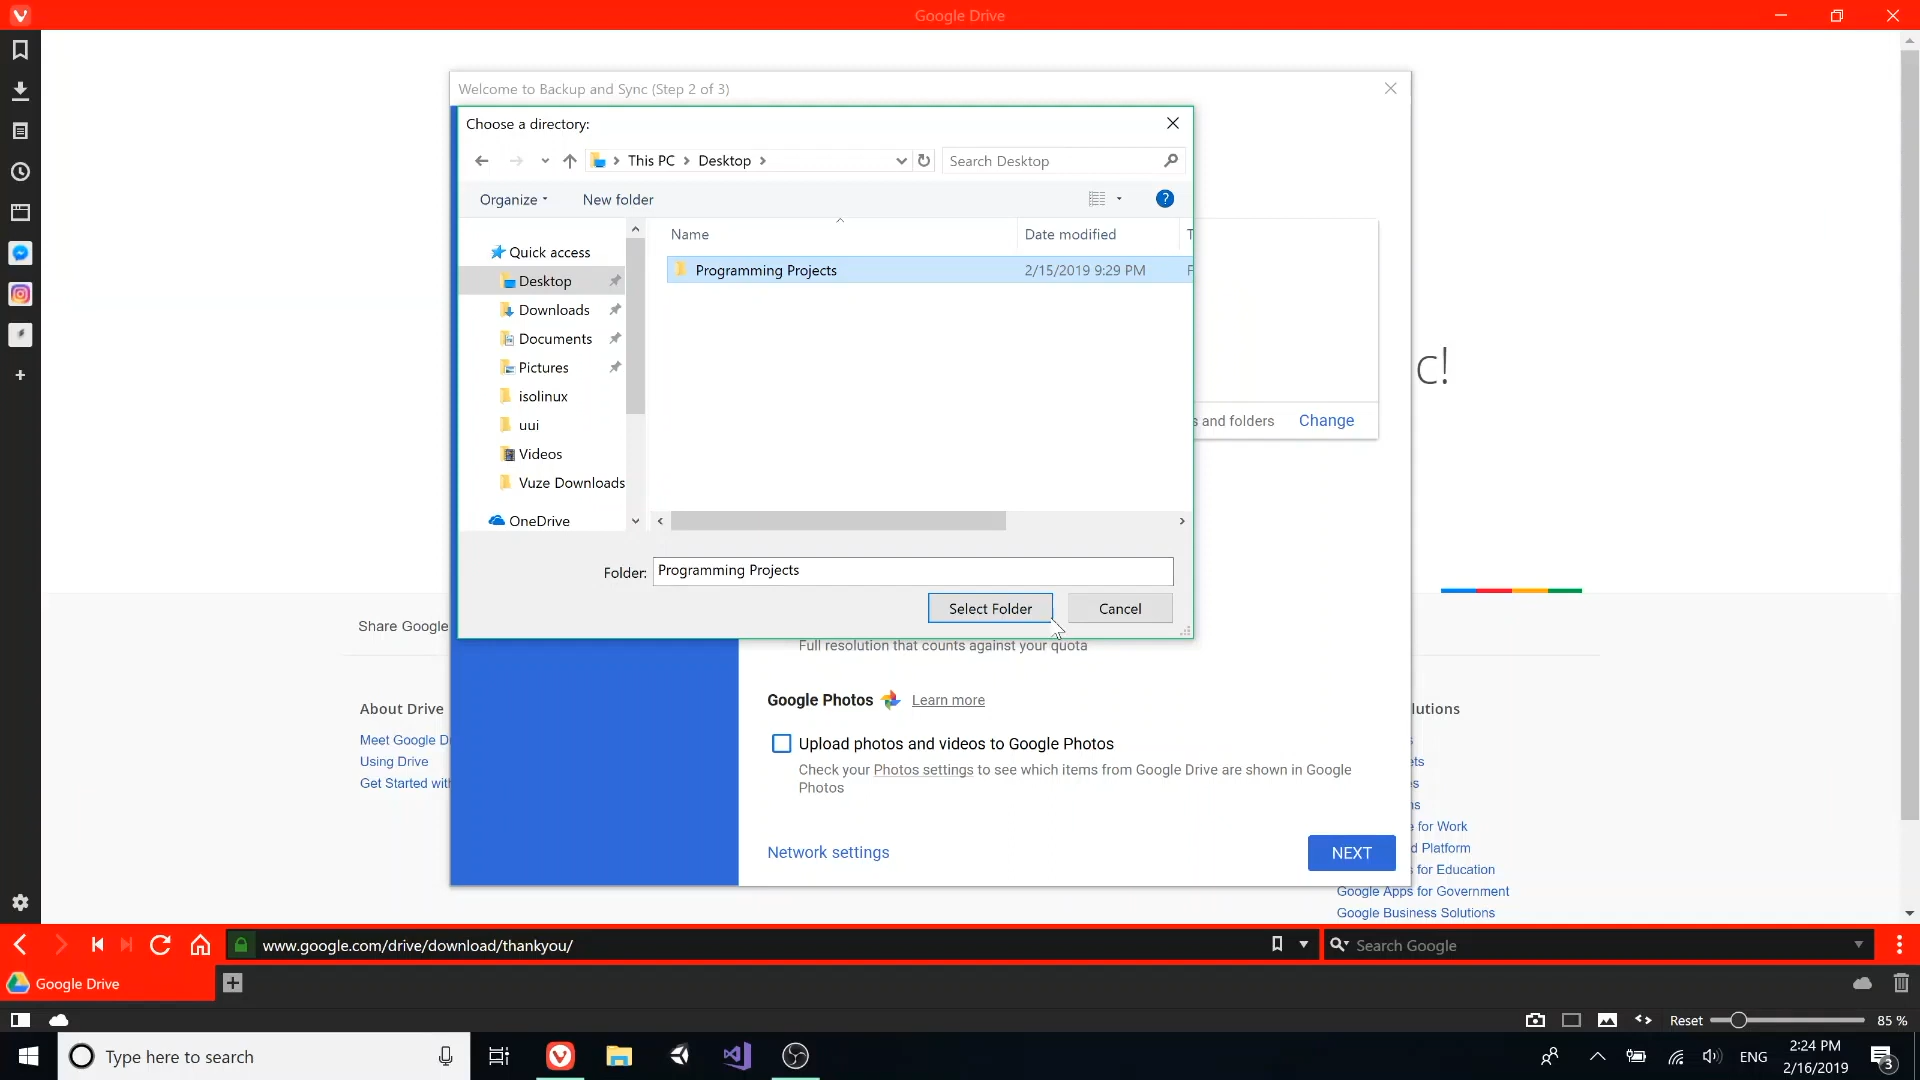 Google Drive
Welcome to Backup and Sync (Step 2 of 3)
Choose a directory:
This PC
Desktop
Search Desktop
Organize
New folder
?
Name
Date modified
T
Quick access
Programming Projects
2/15/2019 9:29 PM
F
Desktop
Downloads
Documents
Pictures
isolinux
uui
Videos
Vuze Downloads
OneDrive
c!
s and folders
Change
Folder:
Programming Projects
Select Folder
Cancel
Share Google
Full resolution that counts against your quota
Google Photos
Learn more
About Drive
lutions
Upload photos and videos to Google Photos
Meet Google D
Using Drive
ets
Check your Photos settings to see which items from Google Drive are shown in Google
Photos
Get Started with
es
ns
e for Work
d Platform
s for Education
Network settings
NEXT
Google Apps for Government
Google Business Solutions
www.google.com/drive/download/thankyou/
Search Google
Google Drive
Reset
85 %
Type here to search
ENG
2:24 PM
2/16/2019
3